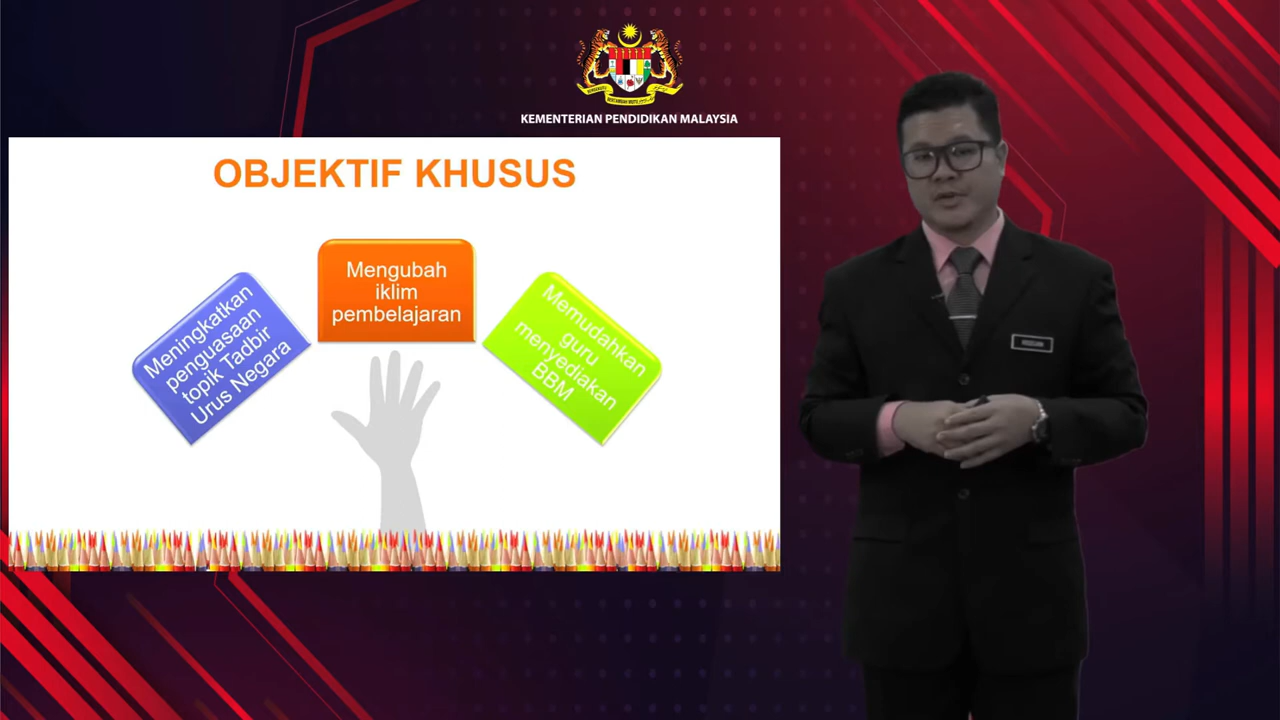 KEMENTERIAN PENDIDIKAN MALAYSIA
OBJEKTIF KHUSUS
Meningkatkan
penguasaan
topik Tadbir
Urus Negara
Mengubah
iklim
pembelajaran
Memudahkan
guru
menyediakan
BBM